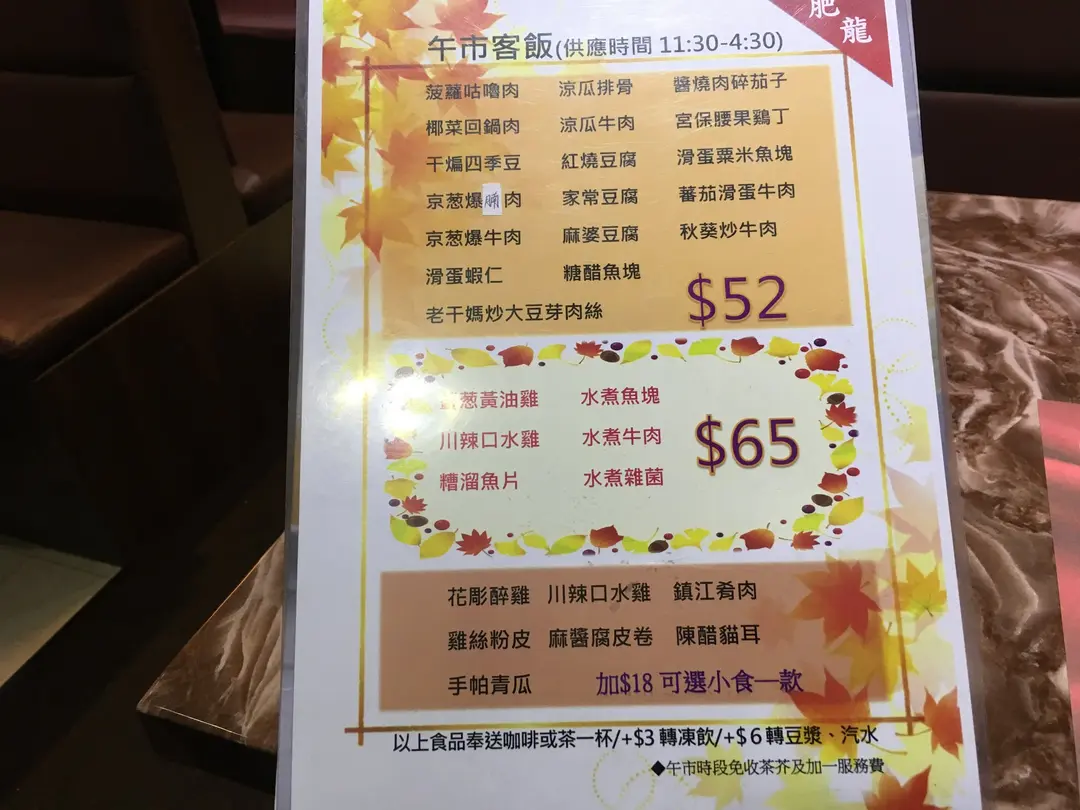 肥龍
午市客飯(供應時間 11:30-4:30)
菠蘿咕嚕肉 涼瓜排骨 醬燒肉碎茄子
椰菜回鍋肉 涼瓜牛肉 宮保腰果鷄丁
干煸四季豆 紅燒豆腐 滑蛋粟米魚塊
京葱爆腩肉 家常豆腐 蕃茄滑蛋牛肉
京葱爆牛肉 麻婆豆腐 秋葵炒牛肉
滑蛋蝦仁 糖醋魚塊
老干媽炒大豆芽肉絲 $52
葱黃油雞 水煮魚塊
川辣口水雞 水煮牛肉 $65
糟溜魚片 水煮雜菌
花彫醉雞 川辣口水雞 鎮江肴肉
雞絲粉皮 麻醬腐皮卷 陳醋貓耳
手帕青瓜 加$18 可選小食一款
以上食品奉送咖啡或茶一杯/+$3 轉凍飲/+$6 轉豆漿、汽水
◆午市時段免收茶芥及加一服務費